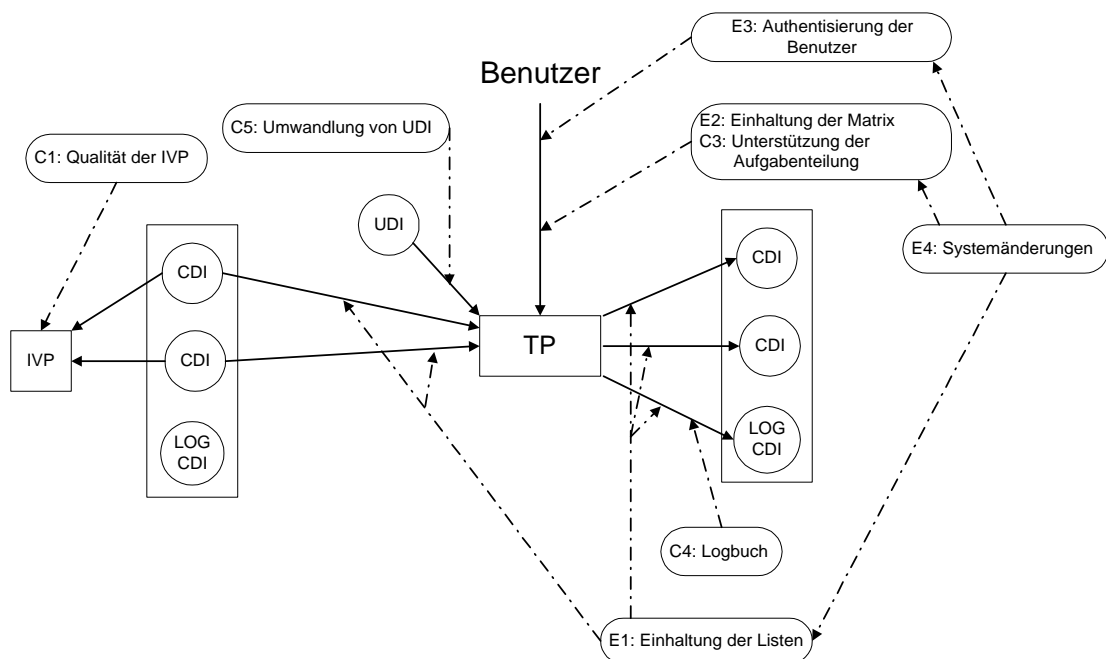 E3: Authentisierung der
Benutzer
Benutzer
C5: Umwandlung von UDI
E2: Einhaltung der Matrix
C3: Unterstützung der
Aufgabenteilung
C1: Qualität der IVP
UDI
E4: Systemänderungen
CDI
CDI
IVP
CDI
TP
CDI
LOG
CDI
LOG
CDI
C4: Logbuch
E1: Einhaltung der Listen